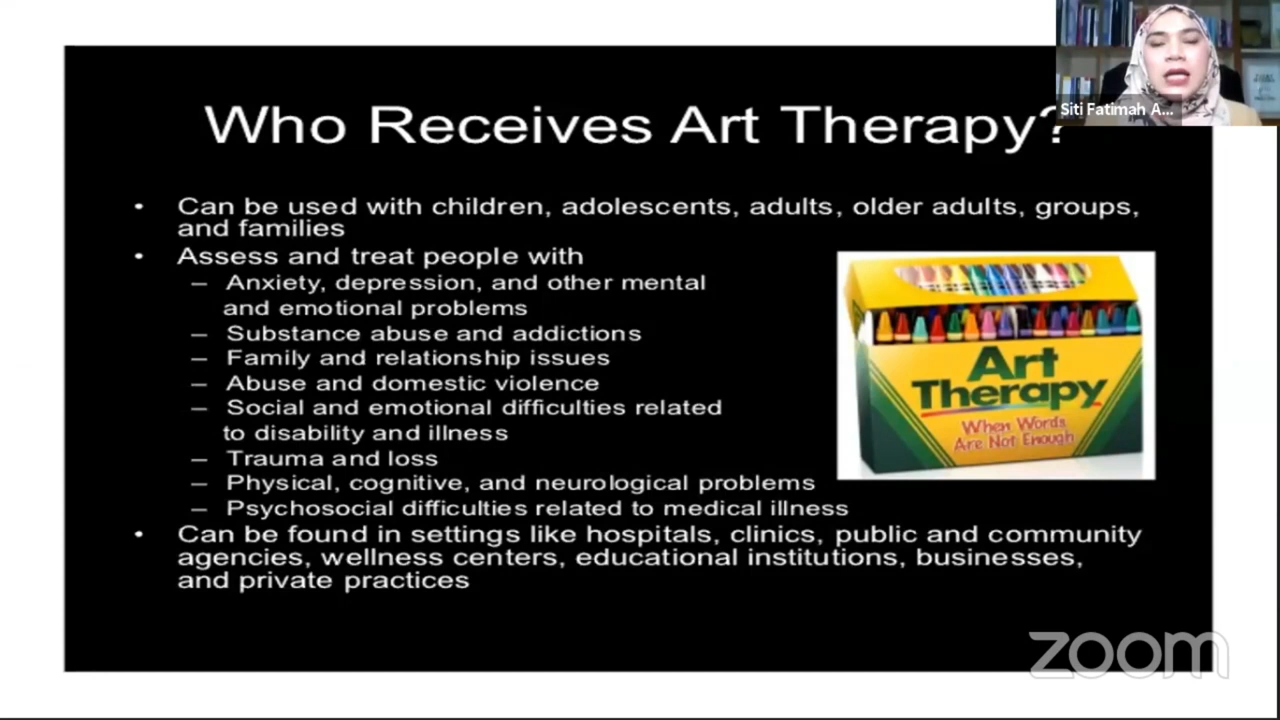 Who Receives Art Therapy?
Siti Fatimah A...
• Can be used with children, adolescents, adults, older adults, groups,
and families
• Assess and treat people with
– Anxiety, depression, and other mental
and emotional problems
– Substance abuse and addictions
– Family and relationship issues
– Abuse and domestic violence
– Social and emotional difficulties related
to disability and illness
– Trauma and loss
– Physical, cognitive, and neurological problems
– Psychosocial difficulties related to medical illness
• Can be found in settings like hospitals, clinics, public and community
agencies, wellness centers, educational institutions, businesses,
and private practices
Art
Therapy
When Words
Are Not Enough
zoom